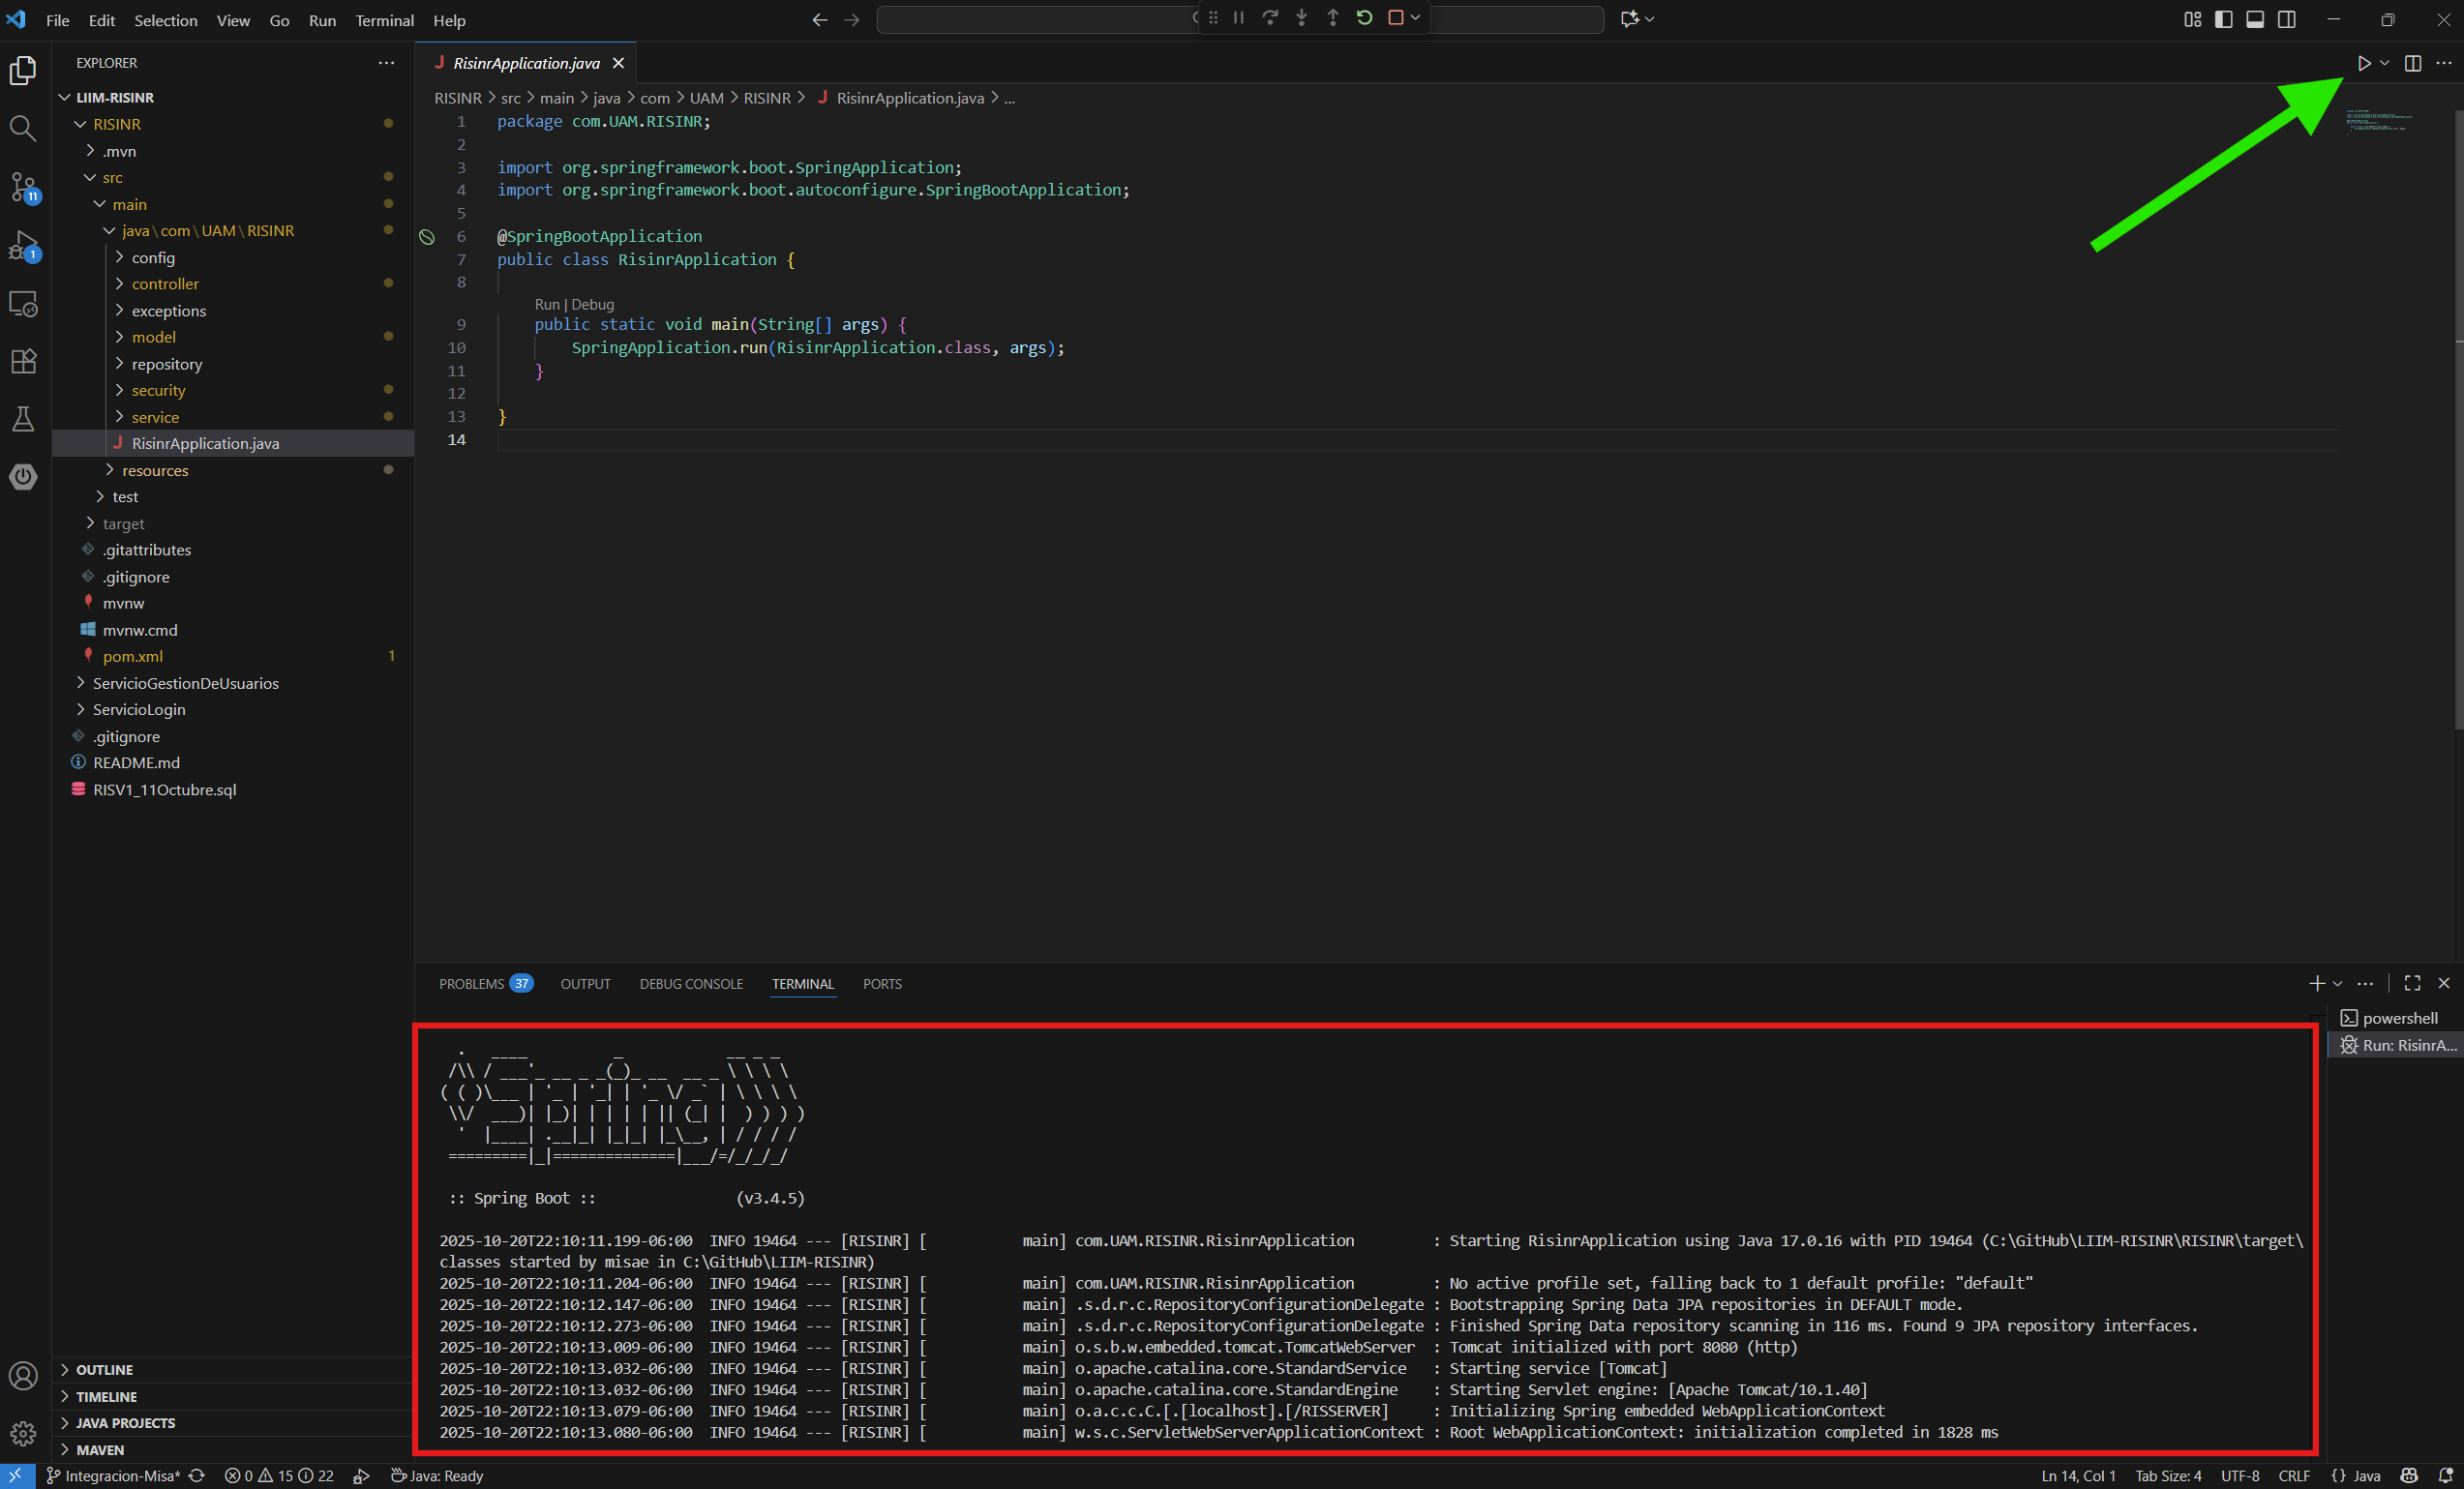 File Edit Selection View Go Run Terminal Help
EXPLORER
LIIM-RISINR
RISINR
.mvn
src
main
java\com\UAM\RISINR
config
controller
exceptions
model
repository
security
service
RisinrApplication.java
resources
test
target
.gitattributes
.gitignore
mvnw
mvnw.cmd
pom.xml 1
ServicioGestionDeUsuarios
ServicioLogin
.gitignore
README.md
RISV1_11Octubre.sql
OUTLINE
TIMELINE
JAVA PROJECTS
MAVEN
11
1
RisinrApplication.java
RISINR > src > main > java > com > UAM > RISINR > RisinrApplication.java > ...
1 package com.UAM.RISINR;
2
3 import org.springframework.boot.SpringApplication;
4 import org.springframework.boot.autoconfigure.SpringBootApplication;
5
6 @SpringBootApplication
7 public class RisinrApplication {
8
Run | Debug
9 public static void main(String[] args) {
10 SpringApplication.run(RisinrApplication.class, args);
11 }
12
13 }
14
PROBLEMS 37 OUTPUT DEBUG CONSOLE TERMINAL PORTS
powershell
Run: RisinrA...
  .   ____          _            __ _ _
 /\\ / ___'_ __ _ _(_)_ __  __ _ \ \ \ \
( ( )\___ | '_ | '_| | '_ \/ _` | \ \ \ \
 \\/  ___)| |_)| | | | | || (_| |  ) ) ) )
  '  |____| .__|_| |_|_| |_\__, | / / / /
 =========|_|==============|___/=/_/_/_/
:: Spring Boot :: (v3.4.5)
2025-10-20T22:10:11.199-06:00 INFO 19464 --- [RISINR] [ main] com.UAM.RISINR.RisinrApplication : Starting RisinrApplication using Java 17.0.16 with PID 19464 (C:\GitHub\LIIM-RISINR\RISINR\target\
classes started by misae in C:\GitHub\LIIM-RISINR)
2025-10-20T22:10:11.204-06:00 INFO 19464 --- [RISINR] [ main] com.UAM.RISINR.RisinrApplication : No active profile set, falling back to 1 default profile: "default"
2025-10-20T22:10:12.147-06:00 INFO 19464 --- [RISINR] [ main] .s.d.r.c.RepositoryConfigurationDelegate : Bootstrapping Spring Data JPA repositories in DEFAULT mode.
2025-10-20T22:10:12.273-06:00 INFO 19464 --- [RISINR] [ main] .s.d.r.c.RepositoryConfigurationDelegate : Finished Spring Data repository scanning in 116 ms. Found 9 JPA repository interfaces.
2025-10-20T22:10:13.009-06:00 INFO 19464 --- [RISINR] [ main] o.s.b.w.embedded.tomcat.TomcatWebServer : Tomcat initialized with port 8080 (http)
2025-10-20T22:10:13.032-06:00 INFO 19464 --- [RISINR] [ main] o.apache.catalina.core.StandardService : Starting service [Tomcat]
2025-10-20T22:10:13.032-06:00 INFO 19464 --- [RISINR] [ main] o.apache.catalina.core.StandardEngine : Starting Servlet engine: [Apache Tomcat/10.1.40]
2025-10-20T22:10:13.079-06:00 INFO 19464 --- [RISINR] [ main] o.a.c.c.C.[.[localhost].[/RISSERVER] : Initializing Spring embedded WebApplicationContext
2025-10-20T22:10:13.080-06:00 INFO 19464 --- [RISINR] [ main] w.s.c.ServletWebServerApplicationContext : Root WebApplicationContext: initialization completed in 1828 ms
Integracion-Misa* 0 15 22 Java: Ready Ln 14, Col 1 Tab Size: 4 UTF-8 CRLF {} Java